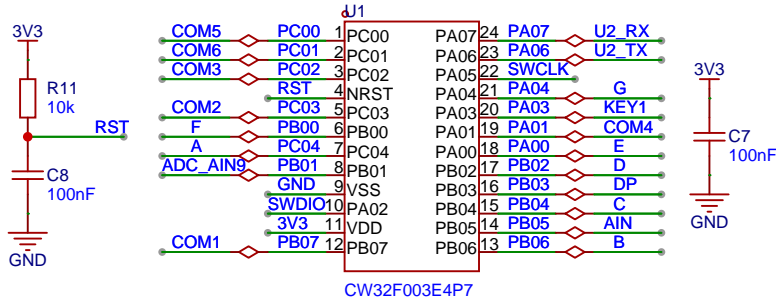 3V3
R11
10k
RST
C8
100nF
GND
U1
COM5 PC00 1 PC00 PA07 24 PA07 U2_RX
COM6 PC01 2 PC01 PA06 23 PA06 U2_TX
COM3 PC02 3 PC02 PA05 22 SWCLK
RST 4 NRST PA04 21 PA04 G
COM2 PC03 5 PC03 PA03 20 PA03 KEY1
F PB00 6 PB00 PA01 19 PA01 COM4
A PC04 7 PC04 PA00 18 PA00 E
ADC_AIN9 PB01 8 PB01 PB02 17 PB02 D
GND 9 VSS PB03 16 PB03 DP
SWDIO 10 PA02 PB04 15 PB04 C
3V3 11 VDD PB05 14 PB05 AIN
COM1 PB07 12 PB07 PB06 13 PB06 B
CW32F003E4P7
3V3
C7
100nF
GND